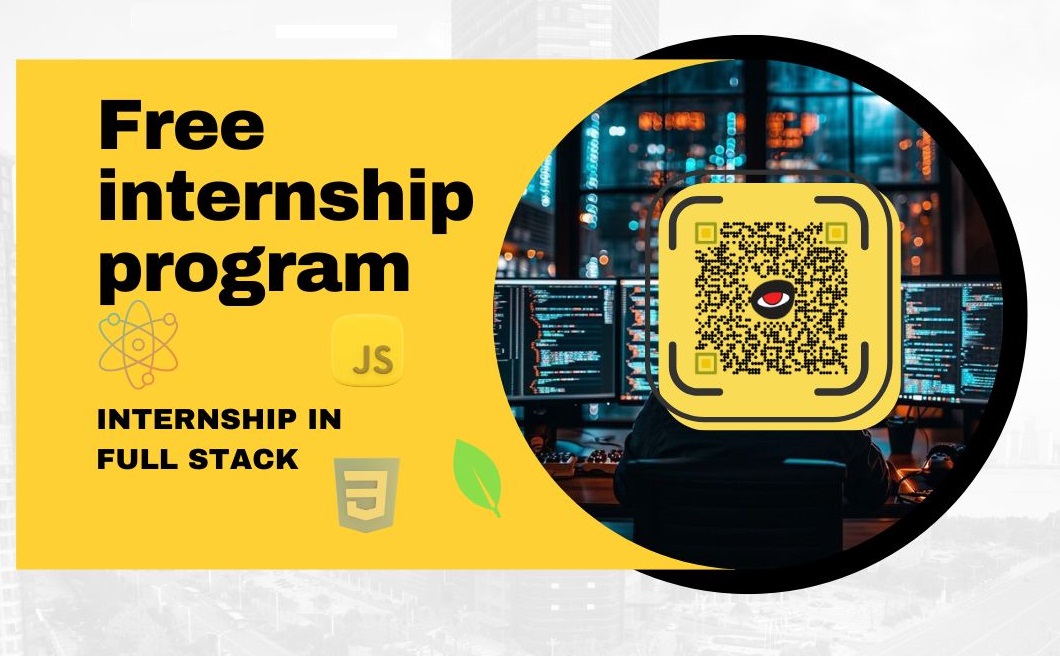 Free
internship
program
JS
INTERNSHIP IN
FULL STACK